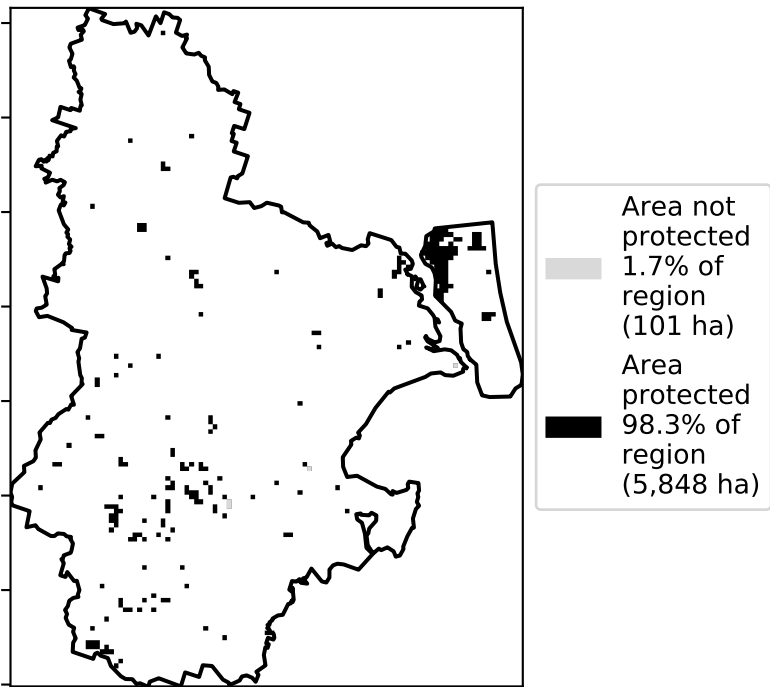 Area not
protected
1.7% of
region
(101 ha)
Area
protected
98.3% of
region
(5,848 ha)